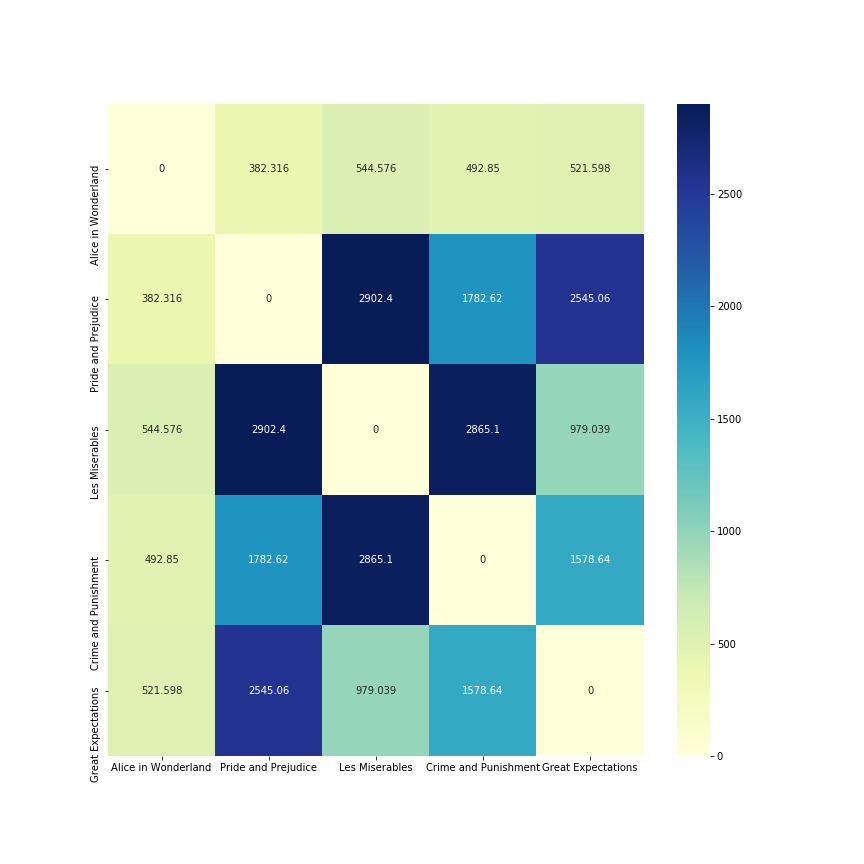 Alice in Wonderland
0 382.316 544.576 492.85 521.598
Pride and Prejudice
382.316 0 2902.4 1782.62 2545.06
Les Miserables
544.576 2902.4 0 2865.1 979.039
Crime and Punishment
492.85 1782.62 2865.1 0 1578.64
Great Expectations
521.598 2545.06 979.039 1578.64 0
Alice in Wonderland Pride and Prejudice Les Miserables Crime and Punishment Great Expectations
2500
2000
1500
1000
500
0